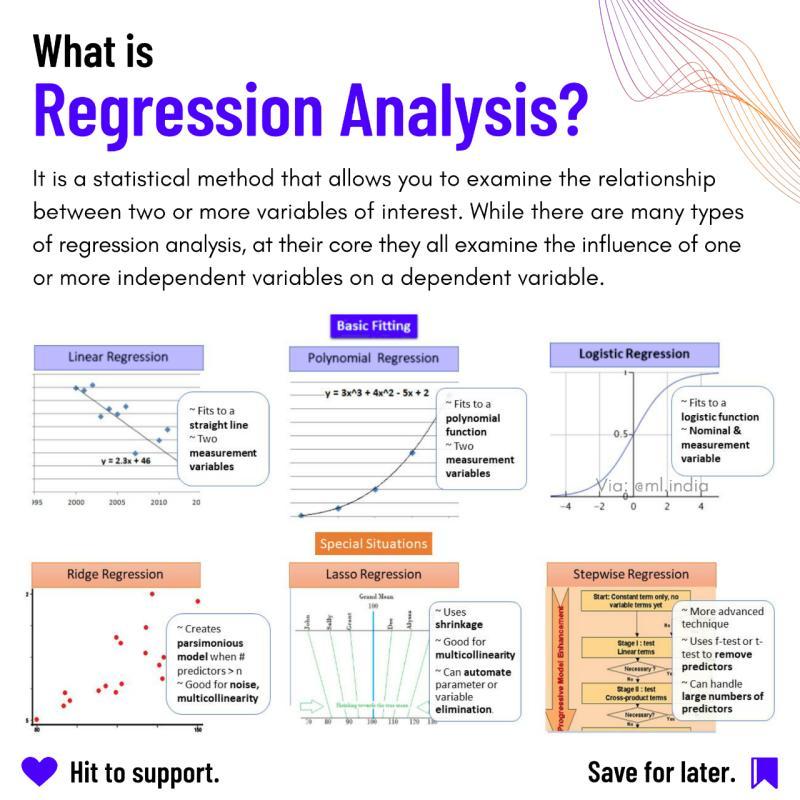 What is
Regression Analysis?
It is a statistical method that allows you to examine the relationship
between two or more variables of interest. While there are many types
of regression analysis, at their core they all examine the influence of one
or more independent variables on a dependent variable.
Basic Fitting
Linear Regression
~ Fits to a
straight line
~ Two
measurement
variables
y = 2.3x + 46
995 2000 2005 2010 20
Polynomial Regression
y = 3x^3 + 4x^2 - 5x + 2
~ Fits to a
polynomial
function
~ Two
measurement
variables
Logistic Regression
1
0.5
0
~ Fits to a
logistic function
~ Nominal &
measurement
variable
Via: @ml.india
−4 −2 0 2 4
Special Situations
Ridge Regression
~ Creates
parsimonious
model when #
predictors > n
~ Good for noise,
multicollinearity
50 150
Lasso Regression
Grand Mean
100
John Sally Grant Dee Alyssa
~ Uses
shrinkage
~ Good for
multicollinearity
~ Can automate
parameter or
variable
elimination.
Shrinking towards the true mean
70 80 90 100 110 120
Stepwise Regression
Progressive Model Enhancement
Start: Constant term only, no
variable terms yet
No
Stage I : test
Linear terms
Necessary ?
No Yes
Stage II : test
Cross-product terms
Necessary?
No Yes
~ More advanced
technique
~ Uses f-test or t-
test to remove
predictors
~ Can handle
large numbers of
predictors
Hit to support.
Save for later.